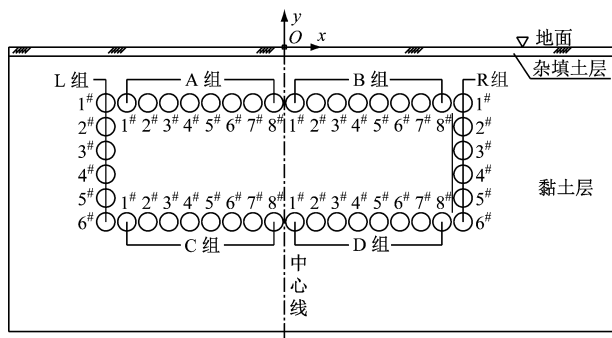 y
O
x
地面
杂填土层
L 组
A 组
B 组
R组
1# 1# 2# 3# 4# 5# 6# 7# 8# 1# 2# 3# 4# 5# 6# 7# 8# 1#
2# 2#
3# 3#
4# 4#
5# 5#
6# 1# 2# 3# 4# 5# 6# 7# 8# 1# 2# 3# 4# 5# 6# 7# 8# 6#
黏土层
C 组
D 组
中心线